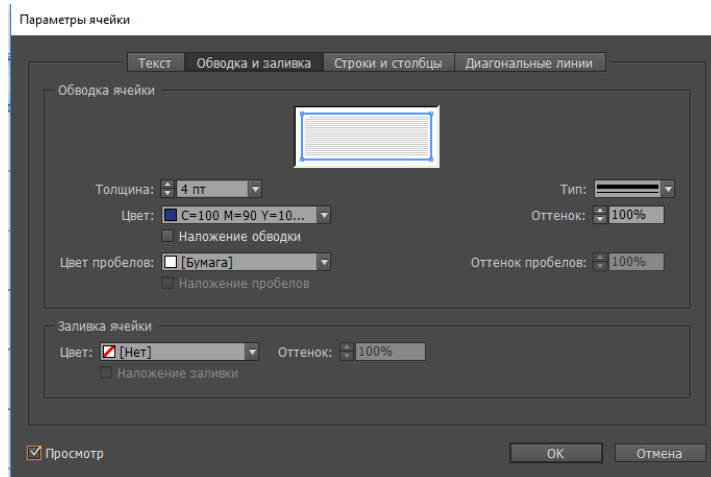 Параметры ячейки
Текст Обводка и заливка Строки и столбцы Диагональные линии
Обводка ячейки
Толщина: 4 пт Тип:
Цвет: C=100 M=90 Y=10... Оттенок: 100%
Наложение обводки
Цвет пробелов: [Бумага] Оттенок пробелов: 100%
Наложение пробелов
Заливка ячейки
Цвет: [Нет] Оттенок: 100%
Наложение заливки
Просмотр OK Отмена